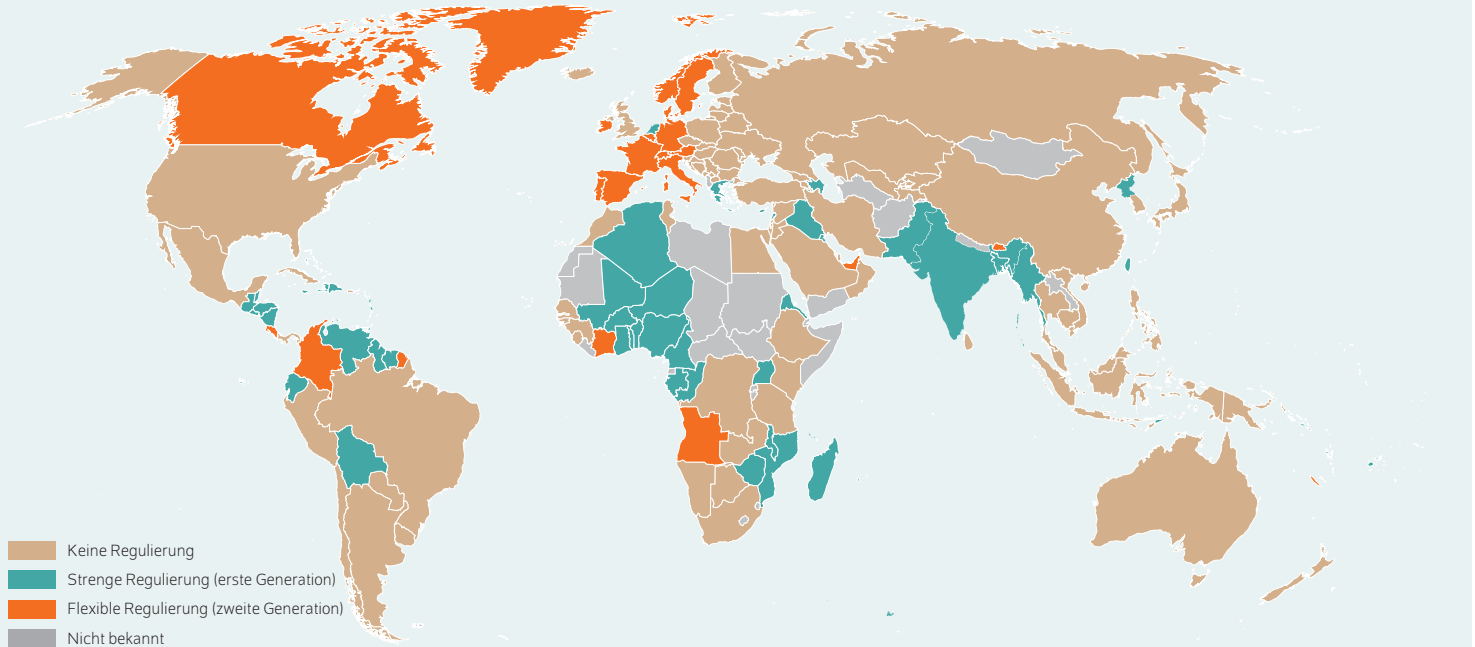 Keine Regulierung
Strenge Regulierung (erste Generation)
Flexible Regulierung (zweite Generation)
Nicht bekannt